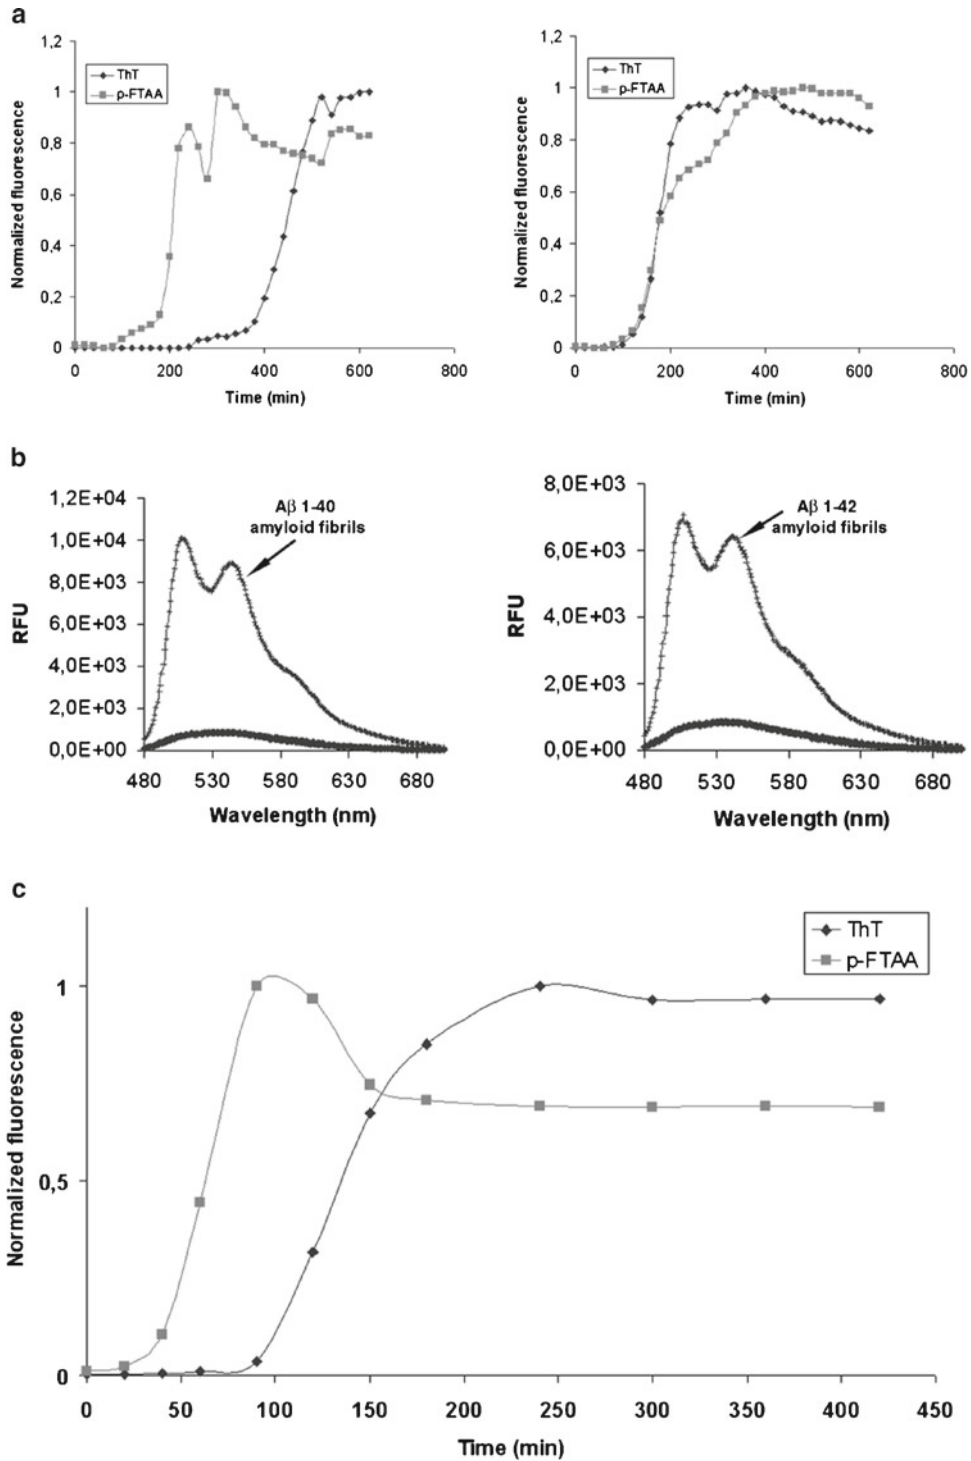 a
1,2
1
0,8
0,6
0,4
0,2
0
Normalized fluorescence
ThT
p-FTAA
0 200 400 600 800
Time (min)
1,2
1
0,8
0,6
0,4
0,2
0
Normalized fluorescence
ThT
p-FTAA
0 200 400 600 800
Time (min)
b
1,2E+04
1,0E+04
8,0E+03
6,0E+03
4,0E+03
2,0E+03
0,0E+00
RFU
Aβ 1-40
amyloid fibrils
480 530 580 630 680
Wavelength (nm)
8,0E+03
6,0E+03
4,0E+03
2,0E+03
0,0E+00
RFU
Aβ 1-42
amyloid fibrils
480 530 580 630 680
Wavelength (nm)
c
1
0,5
0
Normalized fluorescence
ThT
p-FTAA
0 50 100 150 200 250 300 350 400 450
Time (min)